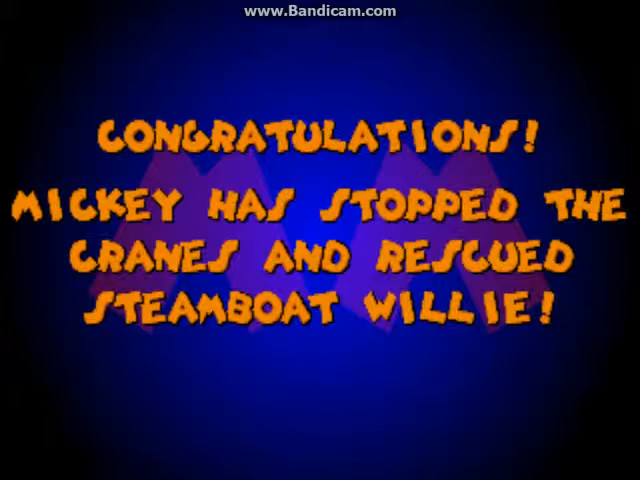 www.Bandicam.com
CONGRATULATIONS!
MICKEY HAS STOPPED THE
CRANES AND RESCUED
STEAMBOAT WILLIE!